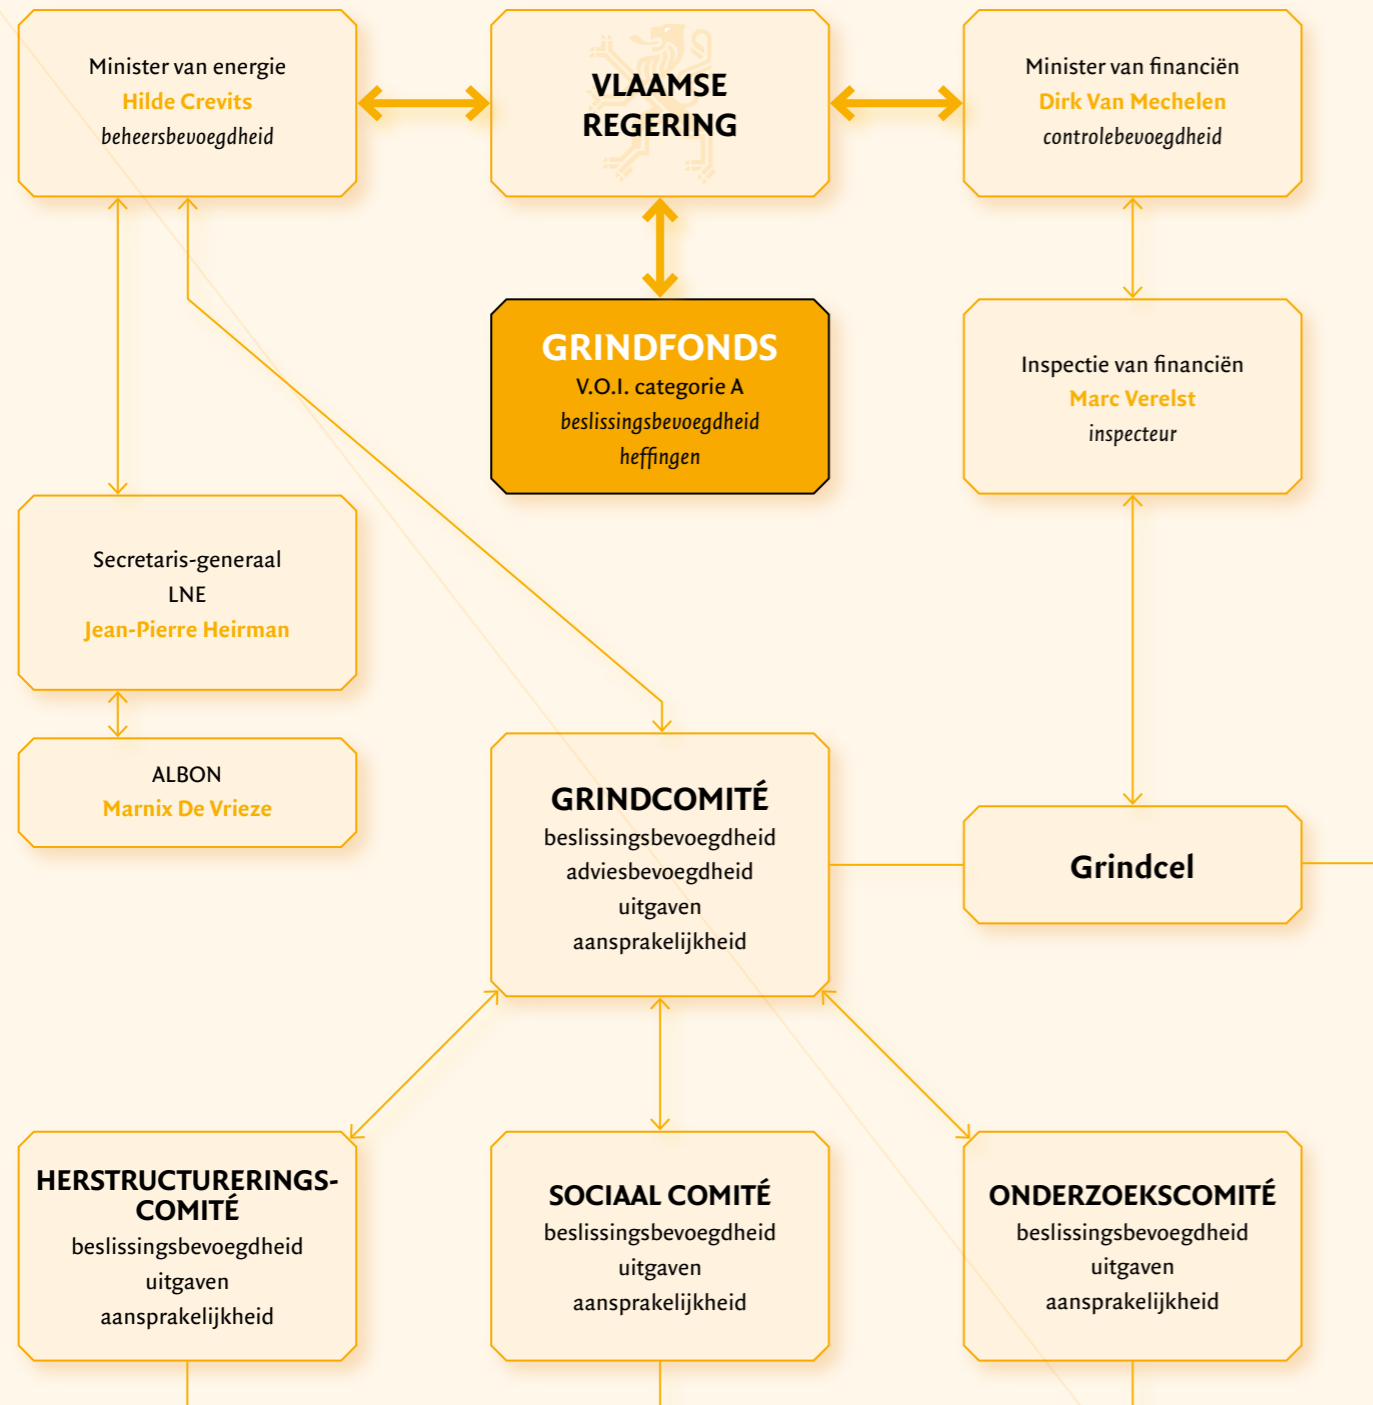 Minister van energie
Hilde Crevits
beheersbevoegdheid
VLAAMSE
REGERING
Minister van financiën
Dirk Van Mechelen
controlebevoegdheid
GRINDFONDS
V.O.I. categorie A
beslissingsbevoegdheid
heffingen
Inspectie van financiën
Marc Verelst
inspecteur
Secretaris-generaal
LNE
Jean-Pierre Heirman
ALBON
Marnix De Vrieze
GRINDCOMITÉ
beslissingsbevoegdheid
adviesbevoegdheid
uitgaven
aansprakelijkheid
Grindcel
HERSTRUCTURERINGS-
COMITÉ
beslissingsbevoegdheid
uitgaven
aansprakelijkheid
SOCIAAL COMITÉ
beslissingsbevoegdheid
uitgaven
aansprakelijkheid
ONDERZOEKSCOMITÉ
beslissingsbevoegdheid
uitgaven
aansprakelijkheid